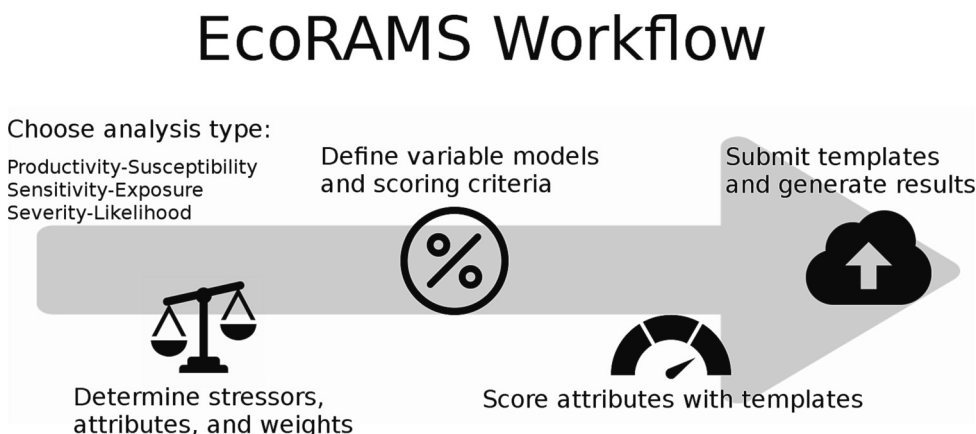 EcoRAMS Workflow
Choose analysis type:
Productivity-Susceptibility
Sensitivity-Exposure
Severity-Likelihood
Determine stressors,
attributes, and weights
Define variable models
and scoring criteria
Score attributes with templates
Submit templates
and generate results